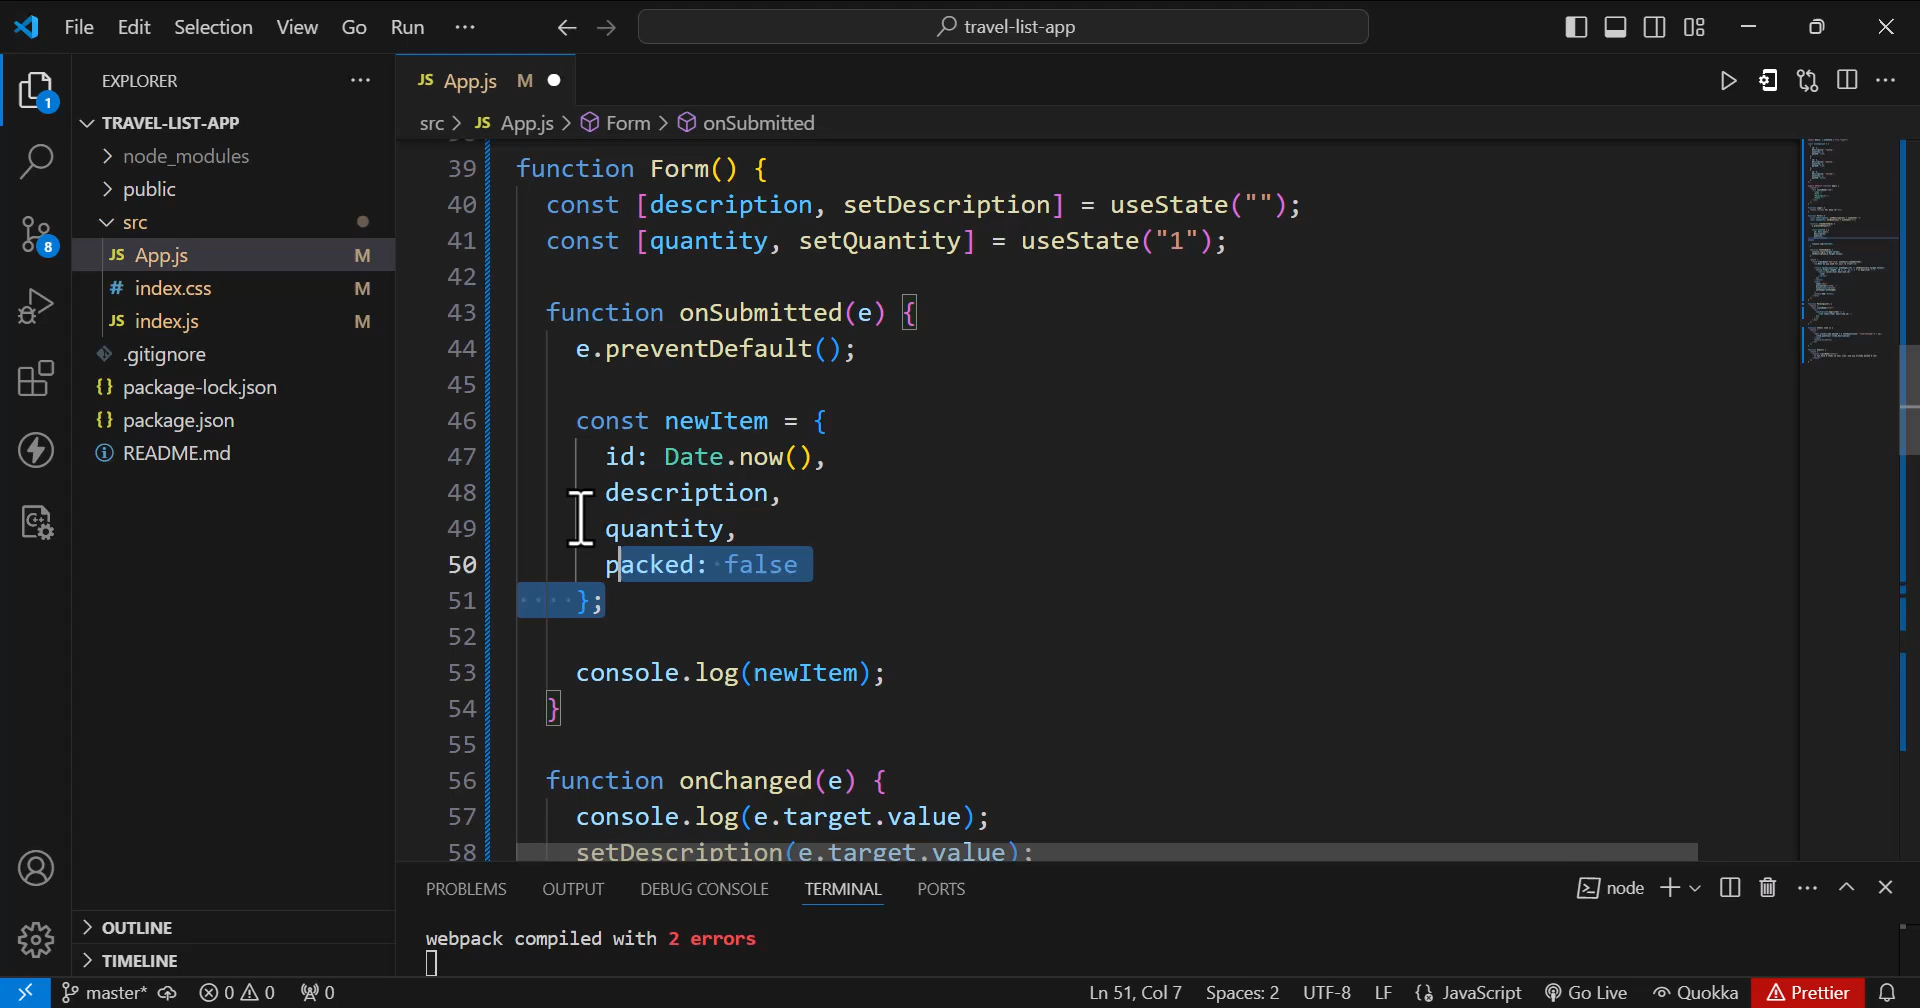 File Edit Selection View Go Run ··· travel-list-app
EXPLORER ···
TRAVEL-LIST-APP
node_modules
public
src
JS App.js M
# index.css M
JS index.js M
.gitignore
{} package-lock.json
{} package.json
README.md
OUTLINE
TIMELINE
1
8
JS App.js M
src > JS App.js > Form > onSubmitted
39 function Form() {
40 const [description, setDescription] = useState("");
41 const [quantity, setQuantity] = useState("1");
42
43 function onSubmitted(e) {
44 e.preventDefault();
45
46 const newItem = {
47 id: Date.now(),
48 description,
49 quantity,
50 packed: false
51 };
52
53 console.log(newItem);
54 }
55
56 function onChanged(e) {
57 console.log(e.target.value);
58 setDescription(e.target.value);
PROBLEMS OUTPUT DEBUG CONSOLE TERMINAL PORTS node
webpack compiled with 2 errors
master* 0 0 0 Ln 51, Col 7 Spaces: 2 UTF-8 LF {} JavaScript Go Live Quokka Prettier